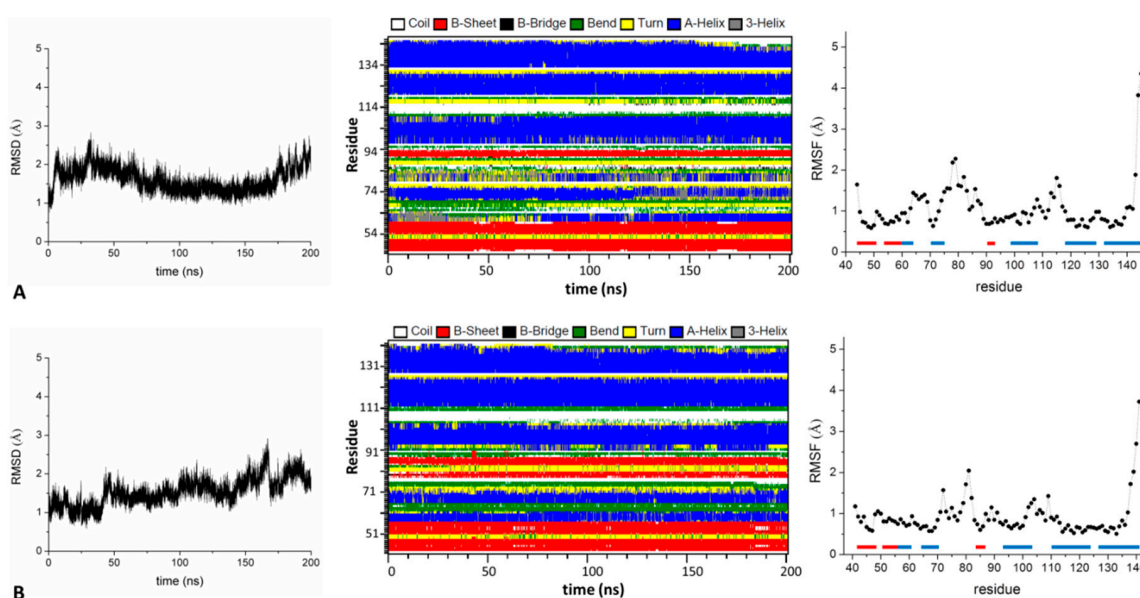 Coil B-Sheet B-Bridge Bend Turn A-Helix 3-Helix
RMSD (Å)
5
4
3
2
1
0
0 50 100 150 200
time (ns)
Residue
134
114
94
74
54
50 100 150 200
time (ns)
RMSF (Å)
5
4
3
2
1
0
40 50 60 70 80 90 100 110 120 130 140
residue
A
Coil B-Sheet B-Bridge Bend Turn A-Helix 3-Helix
RMSD (Å)
5
4
3
2
1
0
0 50 100 150 200
time (ns)
Residue
131
111
91
71
51
0 50 100 150 200
time (ns)
RMSF (Å)
5
4
3
2
1
0
40 50 60 70 80 90 100 110 120 130 140
residue
B